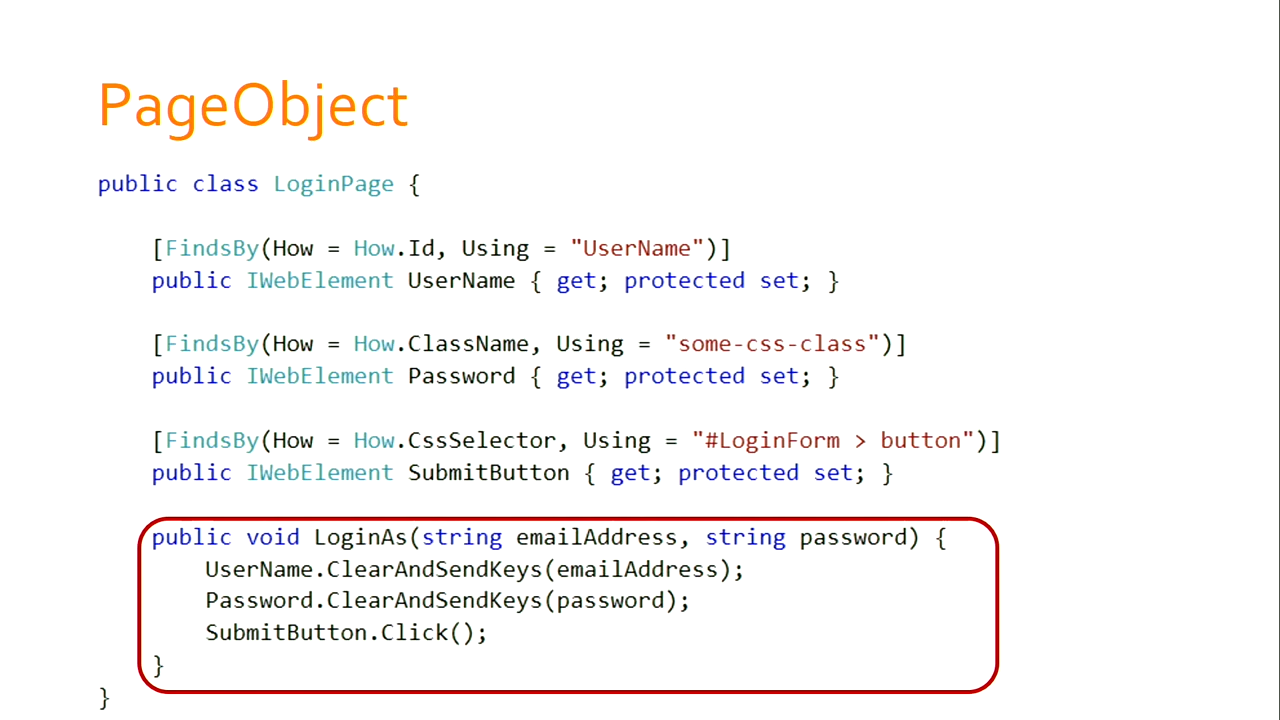 PageObject
public class LoginPage {
[FindsBy(How = How.Id, Using = "UserName")]
public IWebElement UserName { get; protected set; }
[FindsBy(How = How.ClassName, Using = "some-css-class")]
public IWebElement Password { get; protected set; }
[FindsBy(How = How.CssSelector, Using = "#LoginForm > button")]
public IWebElement SubmitButton { get; protected set; }
public void LoginAs(string emailAddress, string password) {
UserName.ClearAndSendKeys(emailAddress);
Password.ClearAndSendKeys(password);
SubmitButton.Click();
}
}